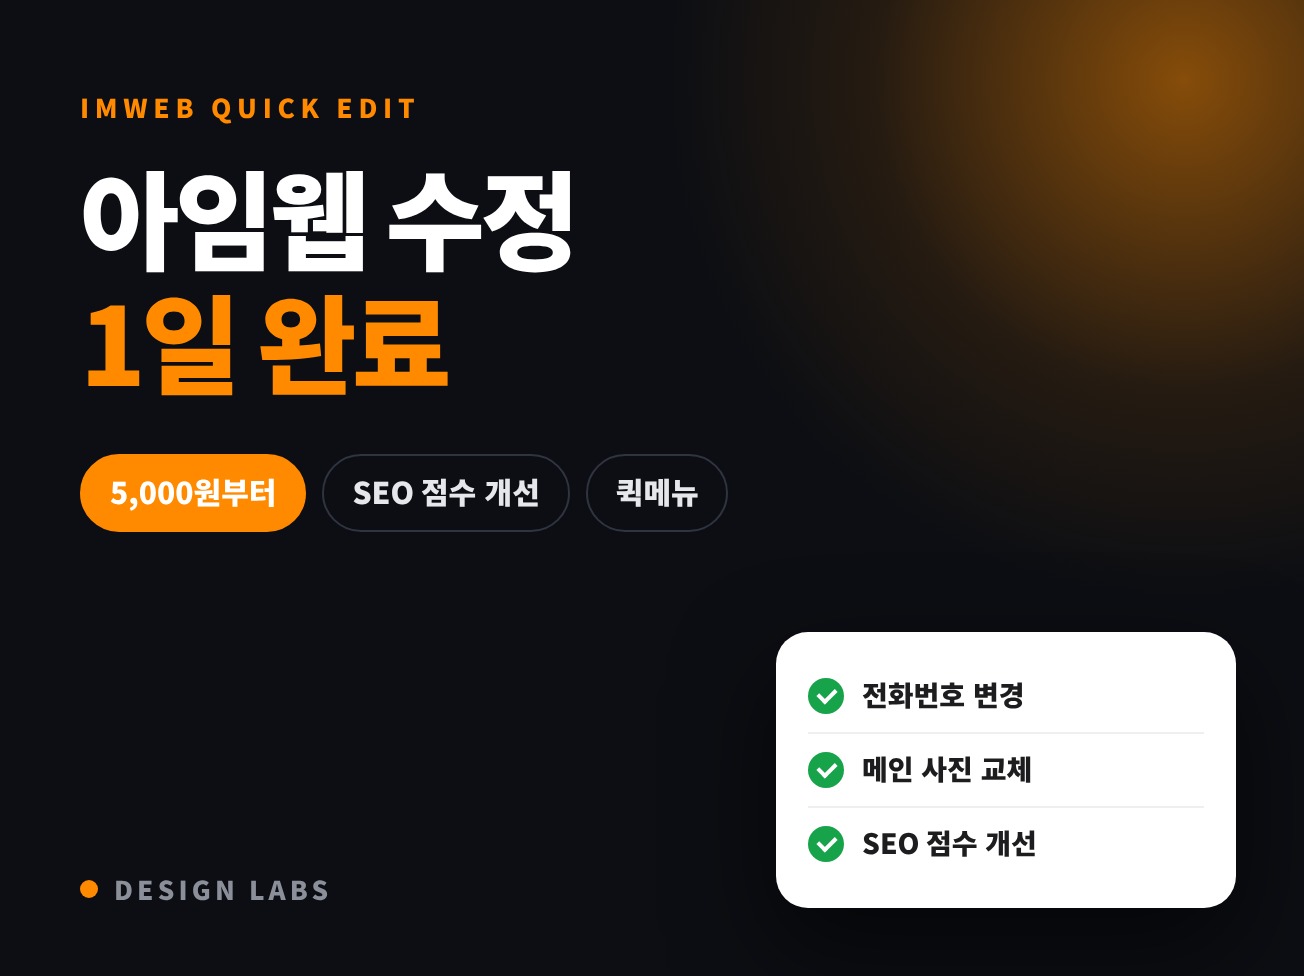 IMWEB QUICK EDIT
아임웹 수정
1일 완료
5,000원부터 SEO 점수 개선 퀵메뉴
전화번호 변경
메인 사진 교체
SEO 점수 개선
DESIGN LABS